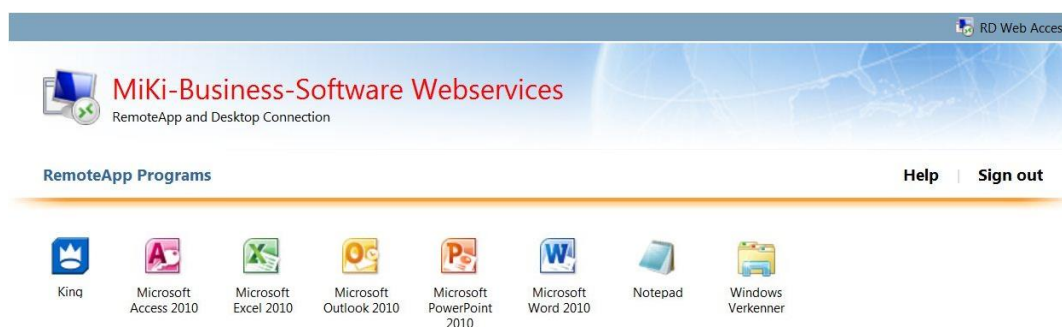 RD Web Acces
MiKi-Business-Software Webservices
RemoteApp and Desktop Connection
RemoteApp Programs
Help
Sign out
King
Microsoft
Access 2010
Microsoft
Excel 2010
Microsoft
Outlook 2010
Microsoft
PowerPoint
2010
Microsoft
Word 2010
Notepad
Windows
Verkenner